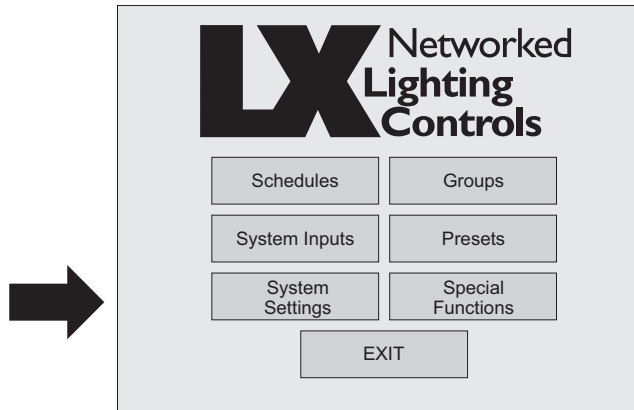 LX Networked
Lighting
Controls
Schedules
Groups
System Inputs
Presets
System
Settings
Special
Functions
EXIT